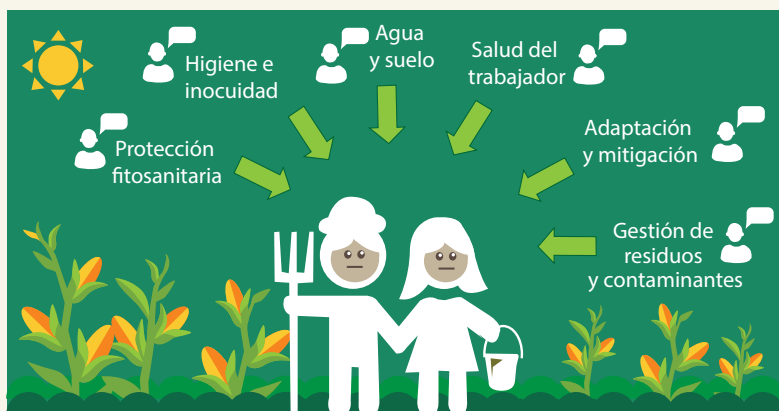 Protección
fitosanitaria
Higiene e
inocuidad
Agua
y suelo
Salud del
trabajador
Adaptación
y mitigación
Gestión de
residuos
y contaminantes